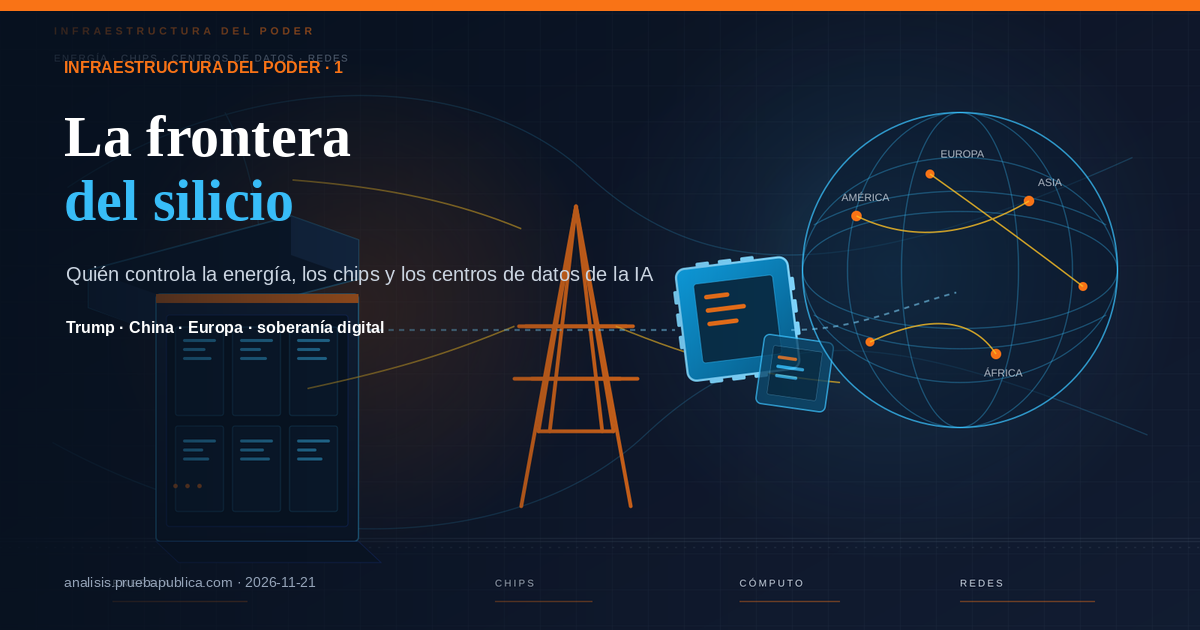 INFRAESTRUCTURA DEL PODER
ENERGÍA · CHIPS · CENTROS DE DATOS · REDES
INFRAESTRUCTURA DEL PODER · 1
La frontera
del silicio
Quién controla la energía, los chips y los centros de datos de la IA
Trump · China · Europa · soberanía digital
EUROPA
ASIA
AMÉRICA
ÁFRICA
analisis.pruebapublica.com · 2026-11-21
CHIPS
CÓMPUTO
REDES